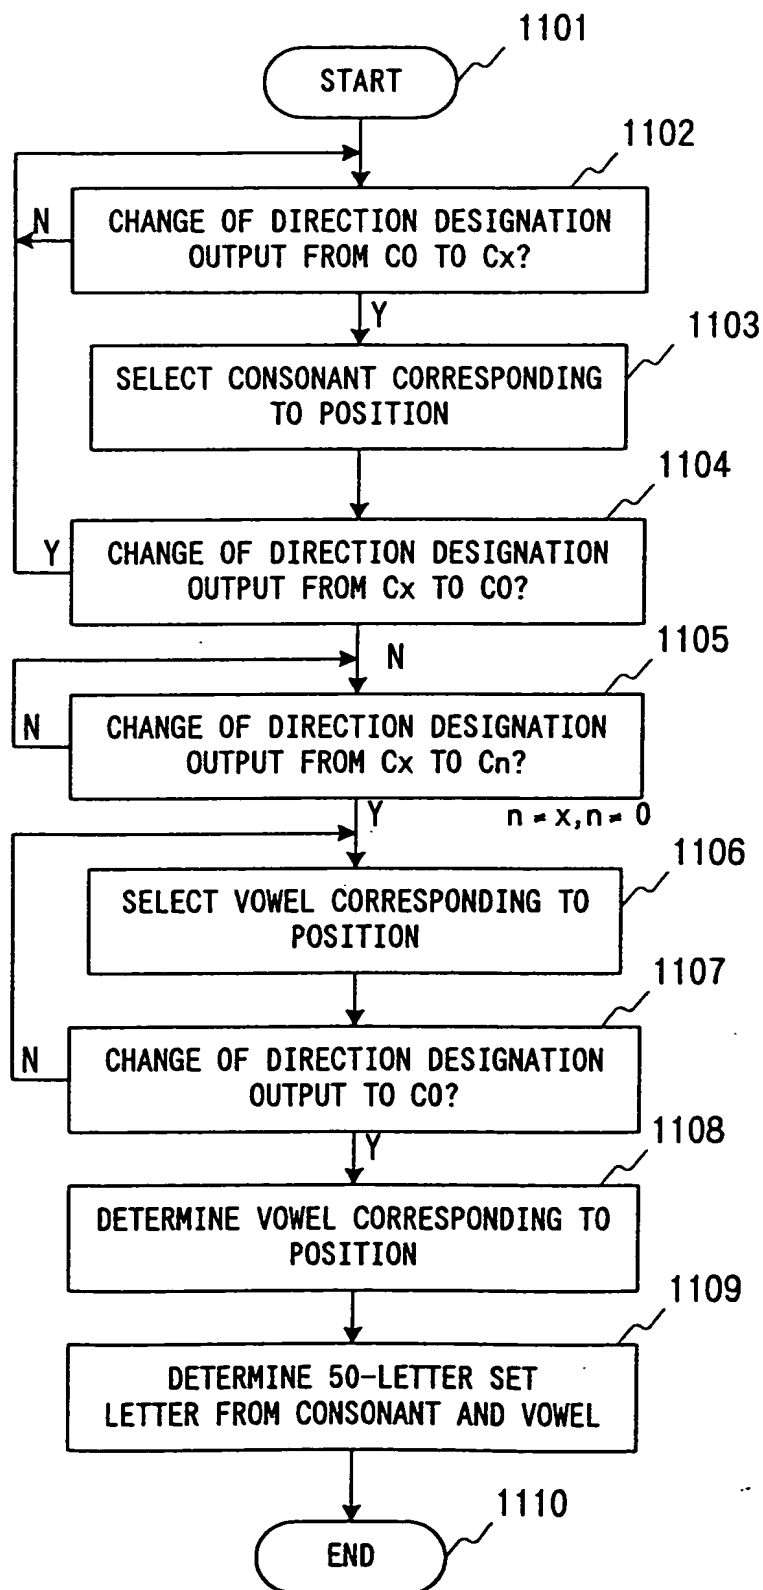 1101
START
1102
N
CHANGE OF DIRECTION DESIGNATION
OUTPUT FROM C0 TO Cx?
Y
1103
SELECT CONSONANT CORRESPONDING
TO POSITION
1104
Y
CHANGE OF DIRECTION DESIGNATION
OUTPUT FROM Cx TO C0?
N
1105
N
CHANGE OF DIRECTION DESIGNATION
OUTPUT FROM Cx TO Cn?
Y
n ≠ x, n ≠ 0
1106
SELECT VOWEL CORRESPONDING TO
POSITION
1107
N
CHANGE OF DIRECTION DESIGNATION
OUTPUT TO C0?
Y
1108
DETERMINE VOWEL CORRESPONDING TO
POSITION
1109
DETERMINE 50-LETTER SET
LETTER FROM CONSONANT AND VOWEL
1110
END